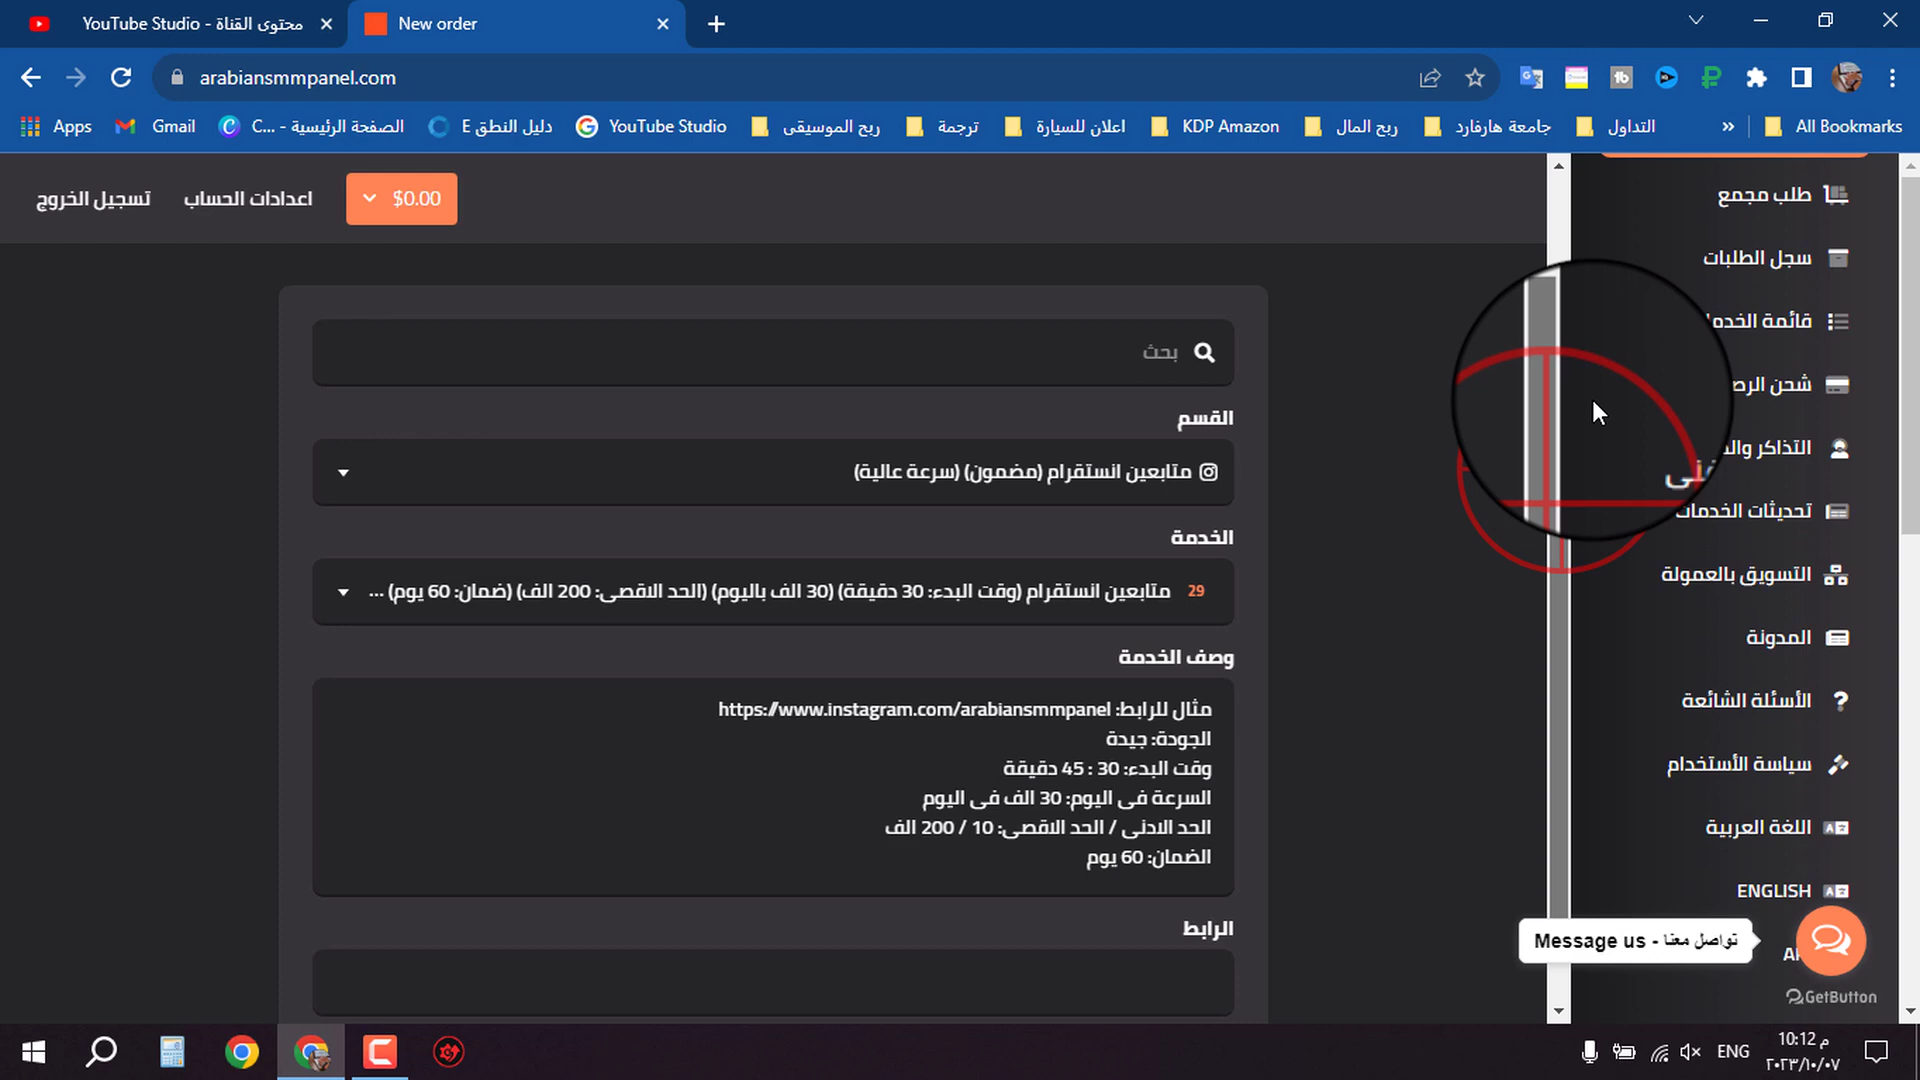 YouTube Studio - محتوى القناة
New order
arabiansmmpanel.com
Apps
Gmail
الصفحة الرئيسية - ...C
دليل النطق E
YouTube Studio
ربح الموسيقى
ترجمة
اعلان للسيارة
KDP Amazon
ربح المال
جامعة هارفارد
التداول
»
All Bookmarks
تسجيل الخروج
اعدادات الحساب
$0.00
طلب مجمع
سجل الطلبات
تحديثات الخدمات
التسويق بالعمولة
المدونة
الأسئلة الشائعة
سياسة الأستخدام
اللغة العربية
ENGLISH
بحث
القسم
متابعين انستقرام (مضمون) (سرعة عالية)
الخدمة
29 متابعين انستقرام (وقت البدء: 30 دقيقة) (30 الف باليوم) (الحد الاقصى: 200 الف) (ضمان: 60 يوم) ...
وصف الخدمة
مثال للرابط: https://www.instagram.com/arabiansmmpanel
الجودة: جيدة
وقت البدء: 30 : 45 دقيقة
السرعة فى اليوم: 30 الف فى اليوم
الحد الادنى / الحد الاقصى: 10 / 200 الف
الضمان: 60 يوم
الرابط
Message us - تواصل معنا
GetButton
ENG
10:12 م
٢٠٢٣/١٠/٠٧